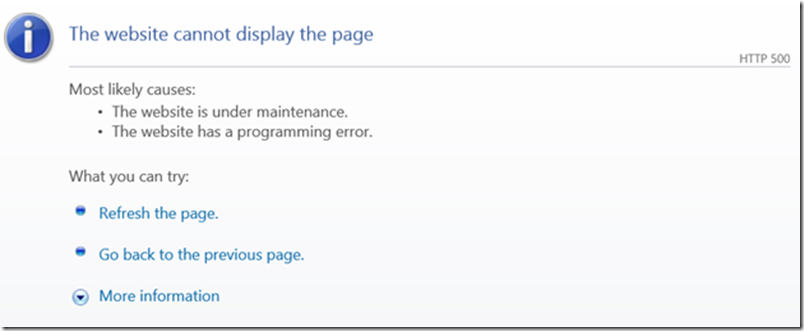 The website cannot display the page
HTTP 500
Most likely causes:
• The website is under maintenance.
• The website has a programming error.
What you can try:
Refresh the page.
Go back to the previous page.
More information